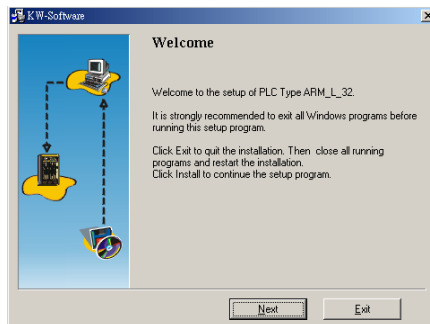 KW-Software
Welcome
Welcome to the setup of PLC Type ARM_L_32.
It is strongly recommended to exit all Windows programs before
running this setup program.
Click Exit to quit the installation. Then close all running
programs and restart the installation.
Click Install to continue the setup program.
Next
Exit